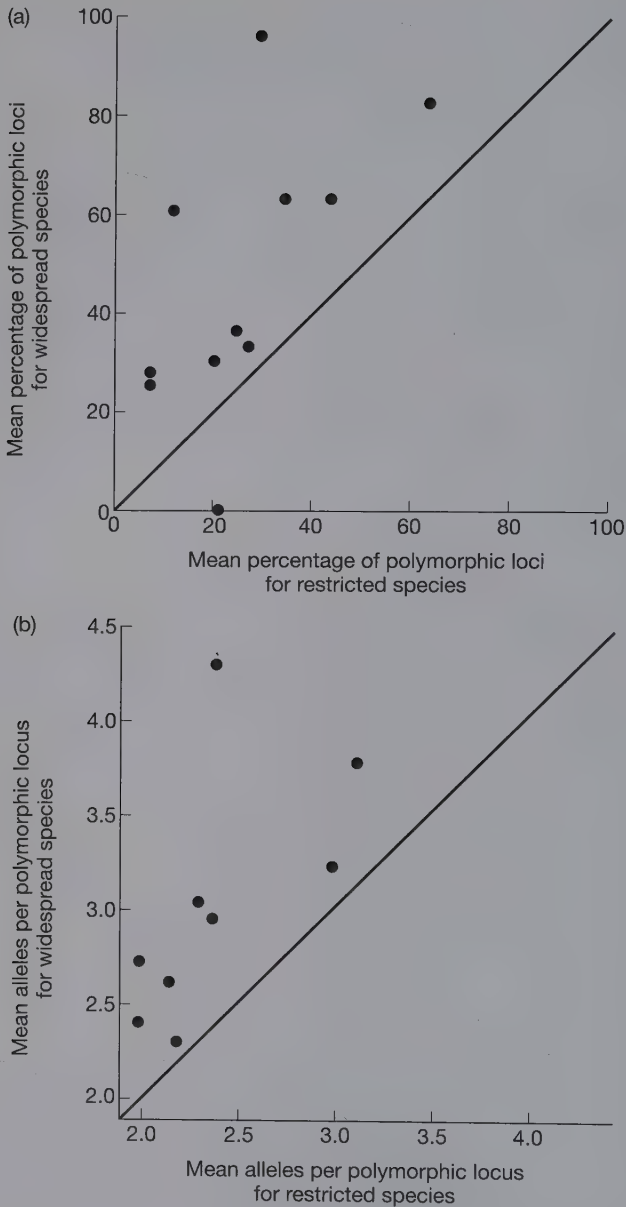 (a)
100
80
60
40
20
0
0 20 40 60 80 100
Mean percentage of polymorphic loci
for widespread species
Mean percentage of polymorphic loci
for restricted species
(b)
4.5
4.0
3.5
3.0
2.5
2.0
2.0 2.5 3.0 3.5 4.0
Mean alleles per polymorphic locus
for widespread species
Mean alleles per polymorphic locus
for restricted species